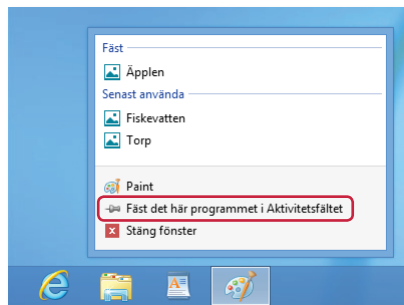 Fäst
Äpplen
Senast använda
Fiskevatten
Torp
Paint
Fäst det här programmet i Aktivitetsfältet
Stäng fönster